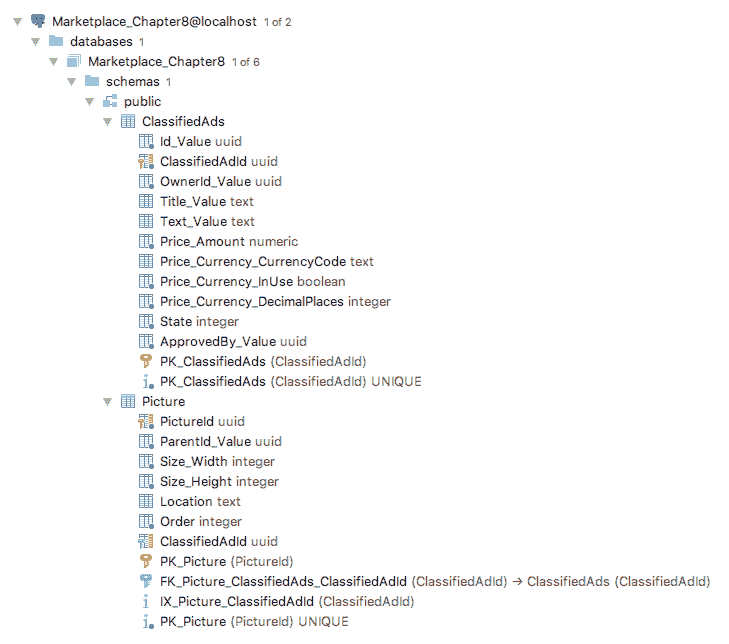 Marketplace_Chapter8@localhost 1 of 2
databases 1
Marketplace_Chapter8 1 of 6
schemas 1
public
ClassifiedAds
Id_Value uuid
ClassifiedAdId uuid
OwnerId_Value uuid
Title_Value text
Text_Value text
Price_Amount numeric
Price_Currency_CurrencyCode text
Price_Currency_InUse boolean
Price_Currency_DecimalPlaces integer
State integer
ApprovedBy_Value uuid
PK_ClassifiedAds (ClassifiedAdId)
PK_ClassifiedAds (ClassifiedAdId) UNIQUE
Picture
PictureId uuid
ParentId_Value uuid
Size_Width integer
Size_Height integer
Location text
Order integer
ClassifiedAdId uuid
PK_Picture (PictureId)
FK_Picture_ClassifiedAds_ClassifiedAdId (ClassifiedAdId) → ClassifiedAds (ClassifiedAdId)
IX_Picture_ClassifiedAdId (ClassifiedAdId)
PK_Picture (PictureId) UNIQUE